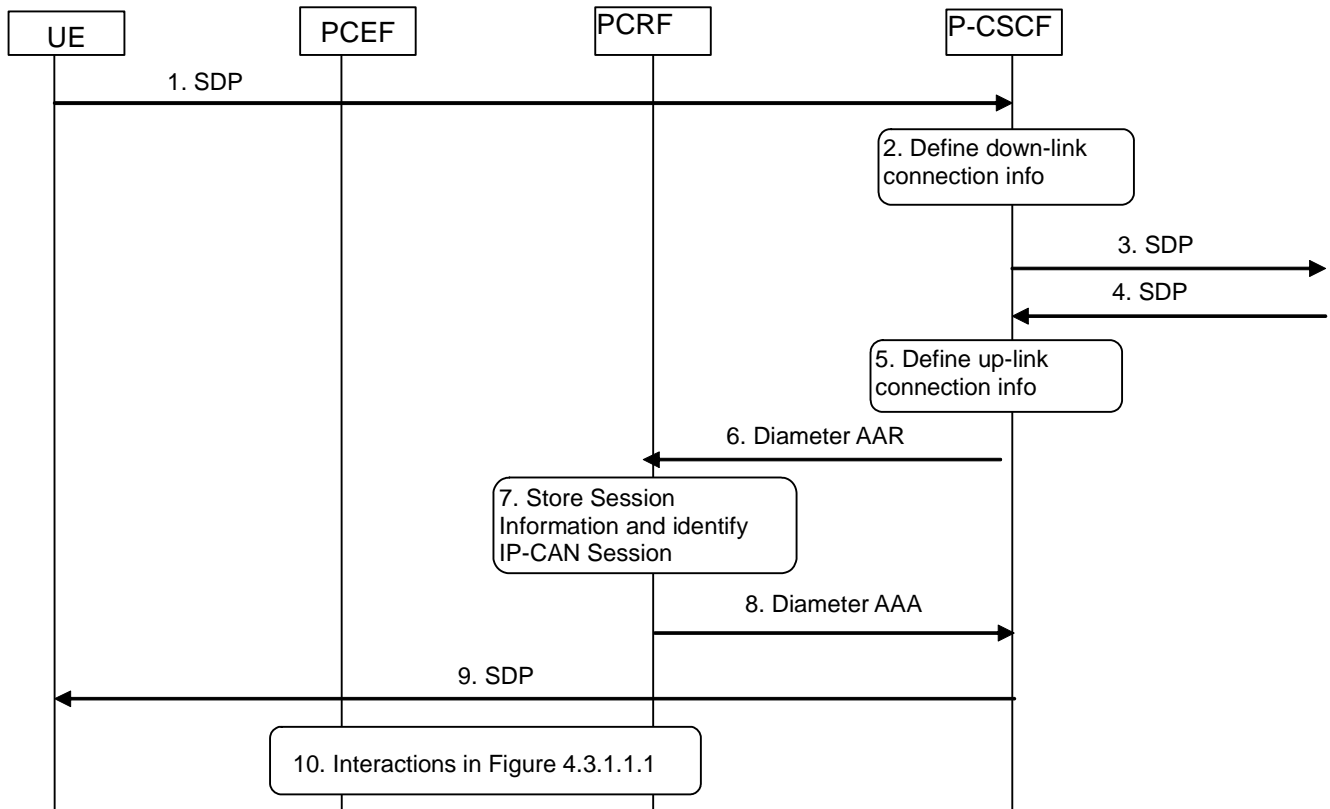 UE
PCEF
PCRF
P-CSCF
1. SDP
2. Define down-link
connection info
3. SDP
4. SDP
5. Define up-link
connection info
6. Diameter AAR
7. Store Session
Information and identify
IP-CAN Session
8. Diameter AAA
9. SDP
10. Interactions in Figure 4.3.1.1.1